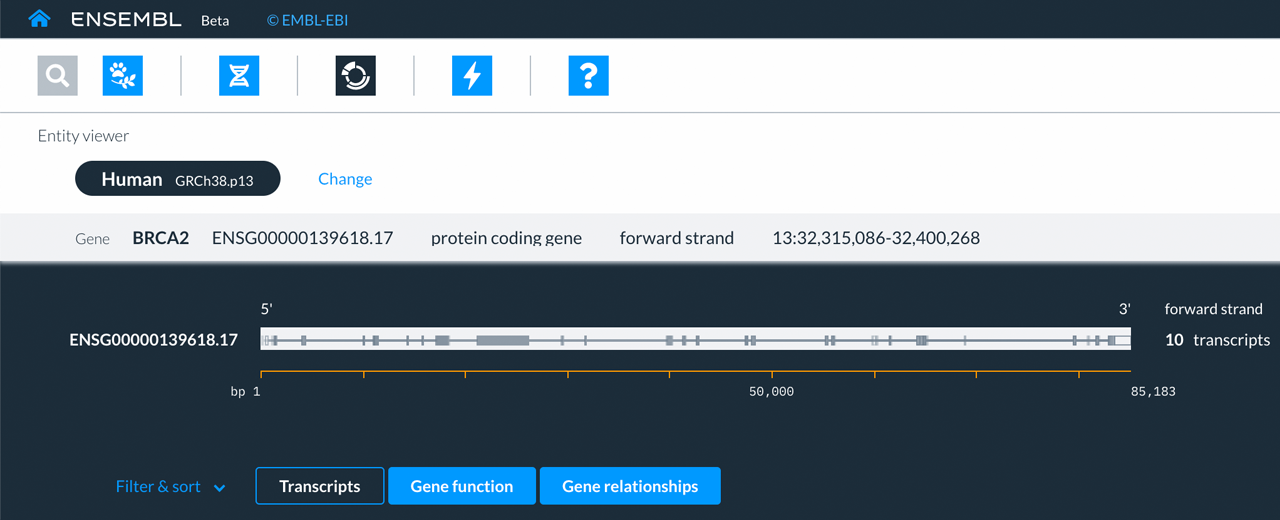 ENSEMBL Beta © EMBL-EBI
?
Entity viewer
Human GRCh38.p13 Change
Gene BRCA2 ENSG00000139618.17 protein coding gene forward strand 13:32,315,086-32,400,268
5' 3' forward strand
ENSG00000139618.17 10 transcripts
bp 1 50,000 85,183
Filter & sort Transcripts Gene function Gene relationships